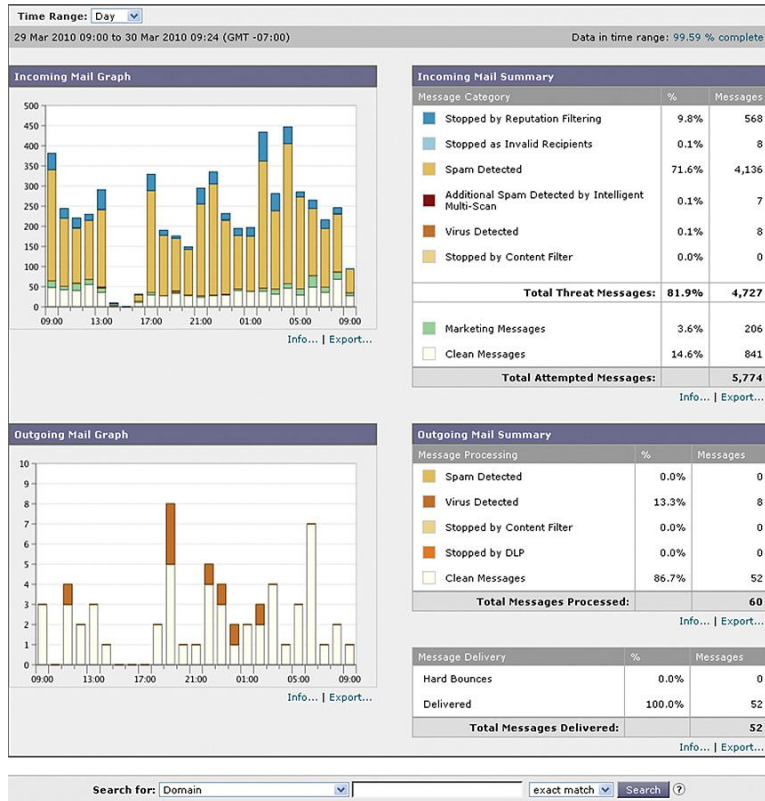 Time Range: Day
29 Mar 2010 09:00 to 30 Mar 2010 09:24 (GMT -07:00) Data in time range: 99.59 % complete
Incoming Mail Graph
500
450
400
350
300
250
200
150
100
50
0
09:00 13:00 17:00 21:00 01:00 05:00 09:00
Info... | Export...
Incoming Mail Summary
Message Category % Messages
Stopped by Reputation Filtering 9.8% 568
Stopped as Invalid Recipients 0.1% 8
Spam Detected 71.6% 4,136
Additional Spam Detected by Intelligent
Multi-Scan 0.1% 7
Virus Detected 0.1% 8
Stopped by Content Filter 0.0% 0
Total Threat Messages: 81.9% 4,727
Marketing Messages 3.6% 206
Clean Messages 14.6% 841
Total Attempted Messages: 5,774
Info... | Export...
Outgoing Mail Graph
10
9
8
7
6
5
4
3
2
1
0
09:00 13:00 17:00 21:00 01:00 05:00 09:00
Info... | Export...
Outgoing Mail Summary
Message Processing % Messages
Spam Detected 0.0% 0
Virus Detected 13.3% 8
Stopped by Content Filter 0.0% 0
Stopped by DLP 0.0% 0
Clean Messages 86.7% 52
Total Messages Processed: 60
Info... | Export...
Message Delivery % Messages
Hard Bounces 0.0% 0
Delivered 100.0% 52
Total Messages Delivered: 52
Info... | Export...
Search for: Domain exact match Search ?